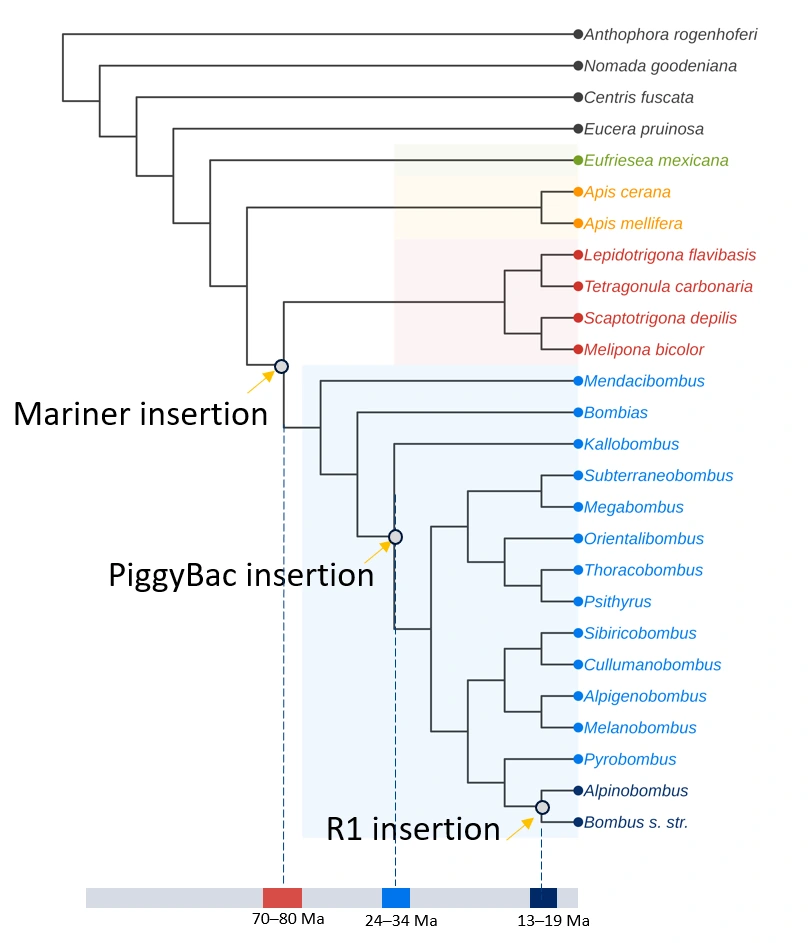 Anthophora rogenhoferi
Nomada goodeniana
Centris fuscata
Eucera pruinosa
Eufriesea mexicana
Apis cerana
Apis mellifera
Lepidotrigona flavibasis
Tetragonula carbonaria
Scaptotrigona depilis
Melipona bicolor
Mendacibombus
Mariner insertion
Bombias
Kallobombus
Subterraneobombus
Megabombus
Orientalibombus
PiggyBac insertion
Thoracobombus
Psithyrus
Sibiricobombus
Cullumanobombus
Alpigenobombus
Melanobombus
Pyrobombus
Alpinobombus
R1 insertion
Bombus s. str.
70–80 Ma
24–34 Ma
13–19 Ma